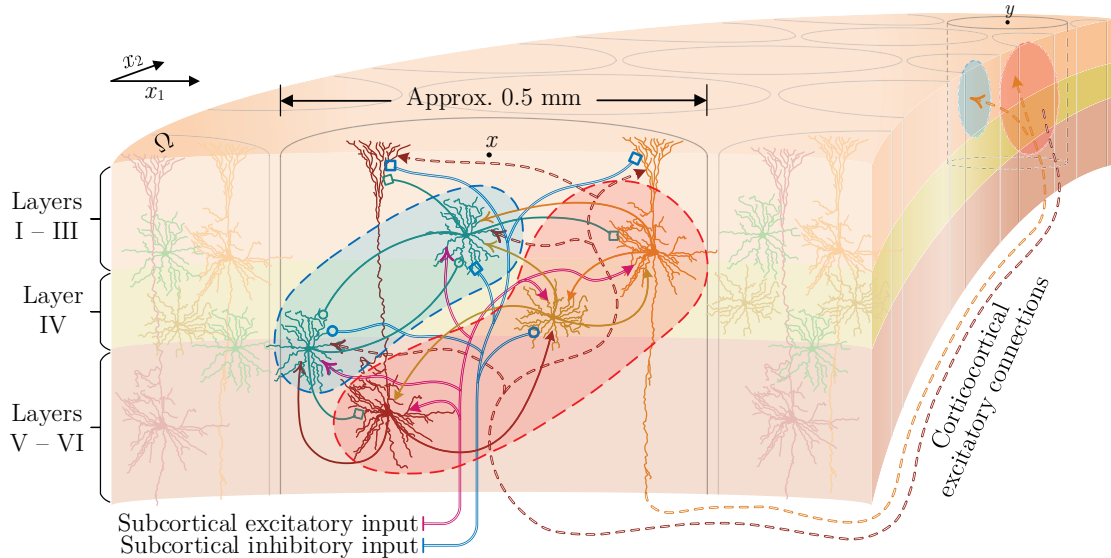 y
x₂
x₁
Approx. 0.5 mm
Ω
x
Layers
I – III
Layer
IV
Layers
V – VI
Corticocortical
excitatory connections
Subcortical excitatory input
Subcortical inhibitory input